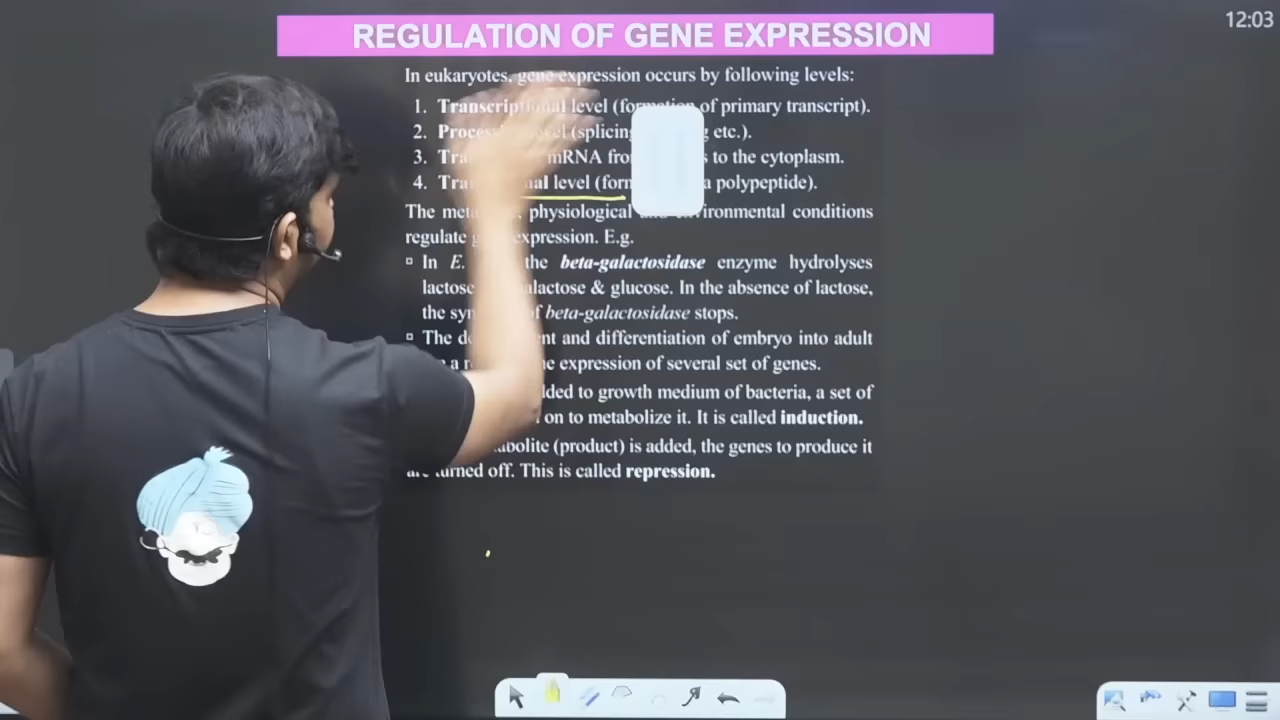 12:03
REGULATION OF GENE EXPRESSION
In eukaryotes, gene expression occurs by following levels:
1. Transcriptional level (formation of primary transcript).
2. level (splicing etc.).
3. mRNA to the cytoplasm.
4. level a polypeptide).
The physiological and environmental conditions
regulate expression. E.g.
▫ In E. the beta-galactosidase enzyme hydrolyses
lactose & glucose. In the absence of lactose,
the of beta-galactosidase stops.
▫ The and differentiation of embryo into adult
a expression of several set of genes.
to growth medium of bacteria, a set of
on to metabolize it. It is called induction.
(product) is added, the genes to produce it
are turned off. This is called repression.